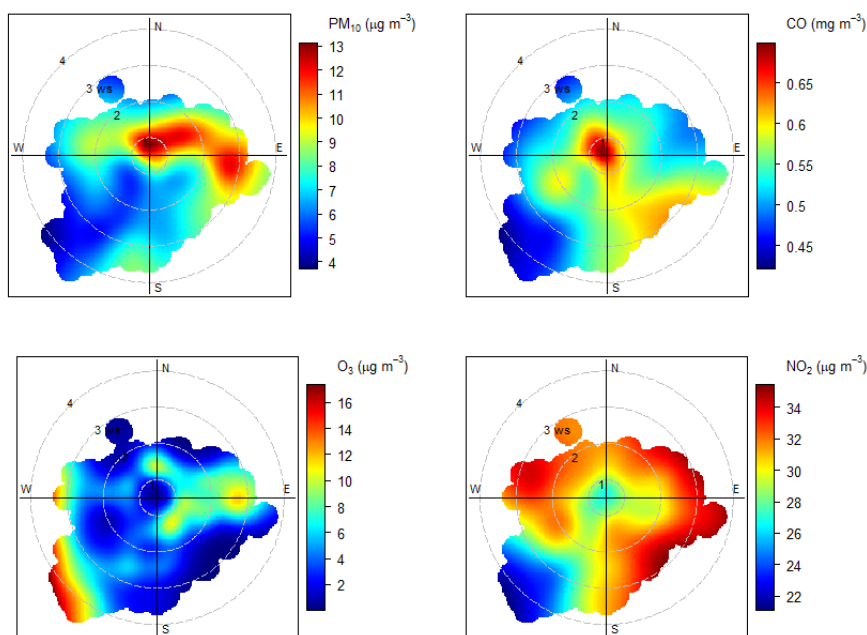 PM₁₀ (μg m⁻³)
N
4
3 ws
2
W
E
S
13
12
11
10
9
8
7
6
5
4
CO (mg m⁻³)
N
4
3 ws
2
W
E
S
0.65
0.6
0.55
0.5
0.45
O₃ (μg m⁻³)
N
4
3 ws
W
E
S
16
14
12
10
8
6
4
2
NO₂ (μg m⁻³)
N
4
3 ws
2
1
W
E
S
34
32
30
28
26
24
22